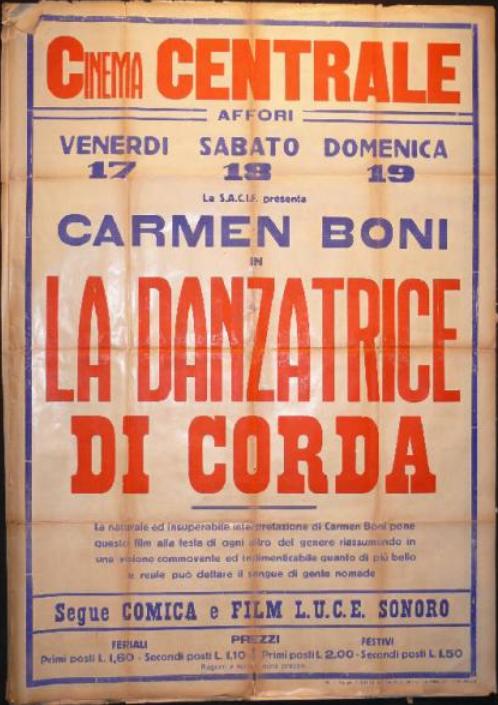 CINEMA CENTRALE
AFFORI
VENERDI SABATO DOMENICA
17 18 19
La S.A.C.I.F. presenta
CARMEN BONI
IN
LA DANZATRICE
DI CORDA
La naturale ed insuperabile interpretazione di Carmen Boni pone
questo film alla testa di ogni altro del genere riassumendo in
una visione commovente ed indimenticabile quanto di più bello
e reale può dettare il sangue di gente nomade
Segue COMICA e FILM L.U.C.E. SONORO
PREZZI
FERIALI FESTIVI
Primi posti L. 1,60 - Secondi posti L. 1.10 Primi posti L. 2.00 - Secondi posti L. 1.50
Ragazzi e